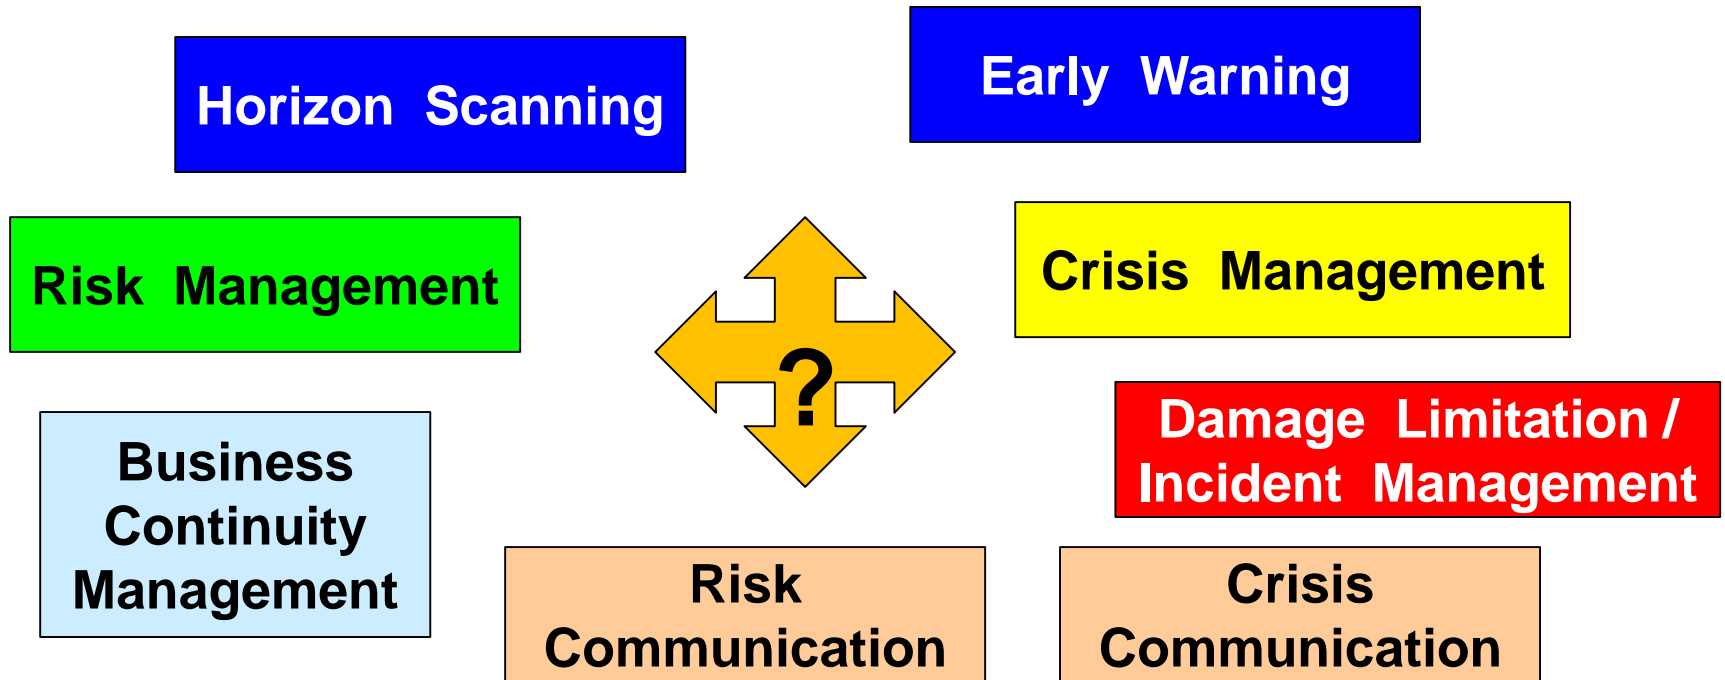 Horizon Scanning
Early Warning
Risk Management
Crisis Management
?
Damage Limitation /
Incident Management
Business
Continuity
Management
Risk
Communication
Crisis
Communication